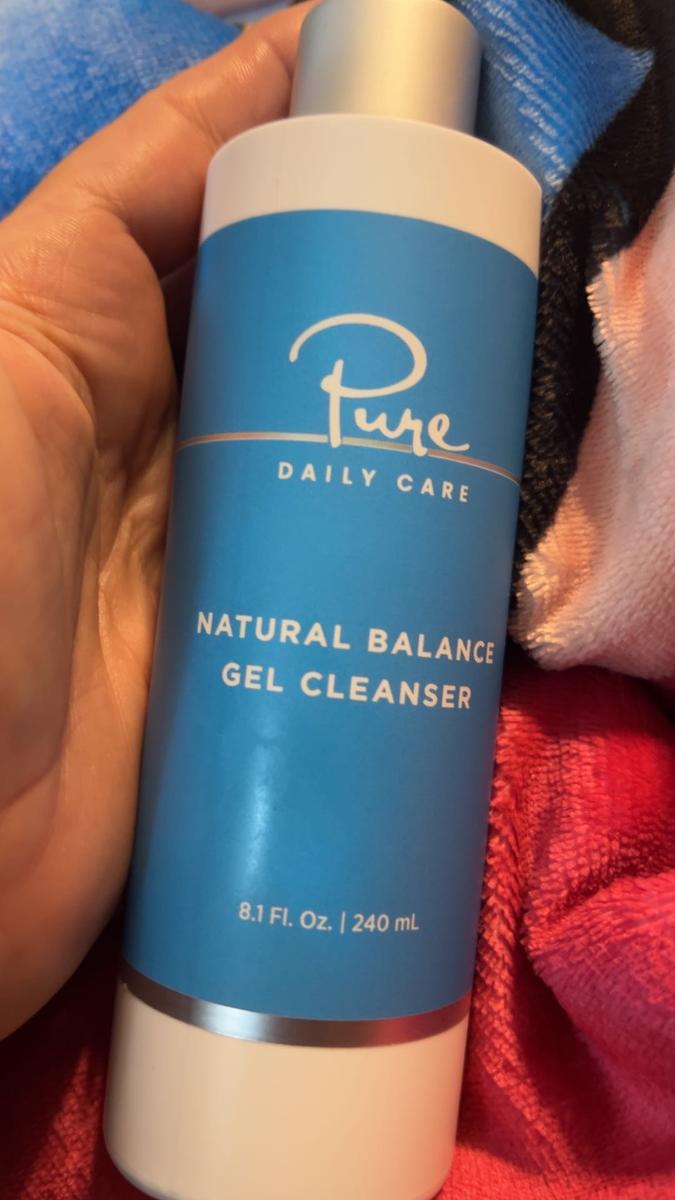 Pure
DAILY CARE
NATURAL BALANCE
GEL CLEANSER
8.1 Fl. Oz. | 240 mL